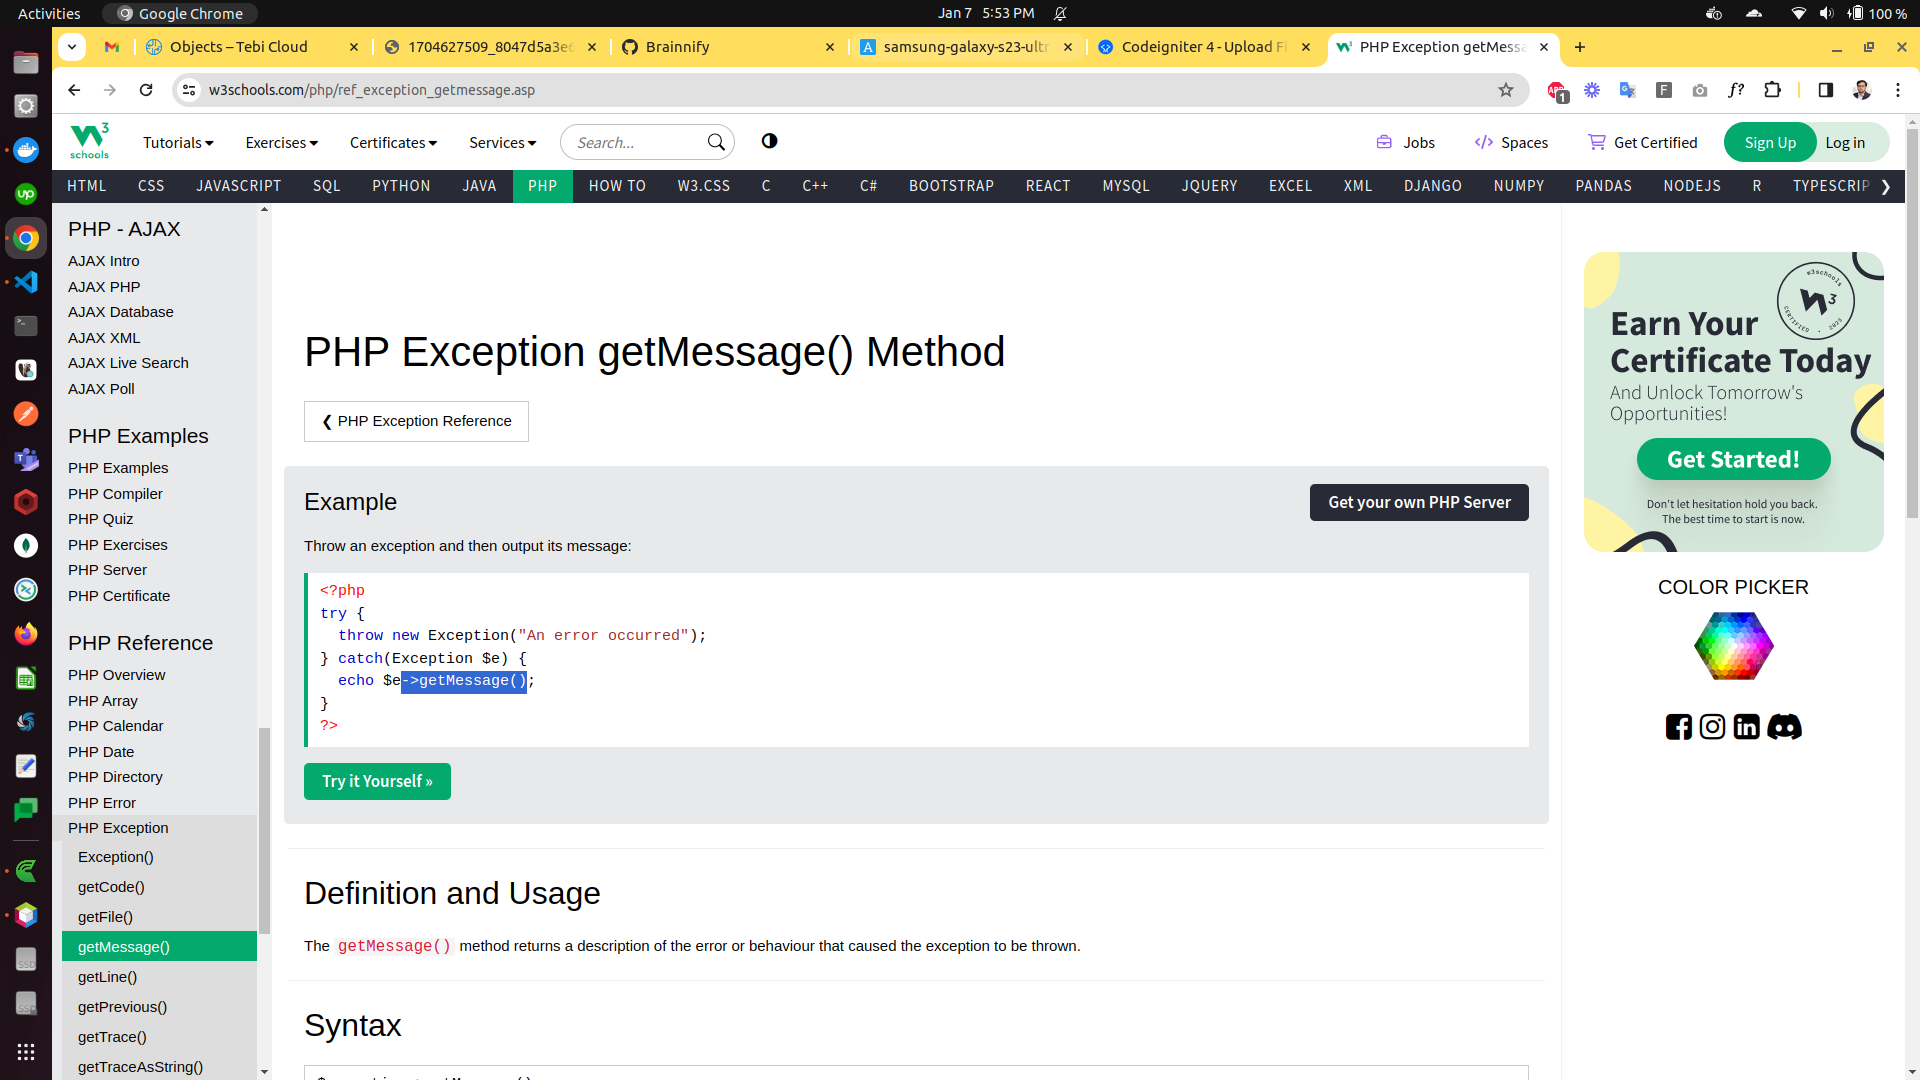 Activities
Google Chrome
Jan 7 5:53 PM
100 %
Objects – Tebi Cloud
1704627509_8047d5a3e
Brainnify
samsung-galaxy-s23-ultr
Codeigniter 4 - Upload Fi
PHP Exception getMessa
w3schools.com/php/ref_exception_getmessage.asp
1
3
schools
Tutorials
Exercises
Certificates
Services
Search...
Jobs
Spaces
Get Certified
Sign Up
Log in
HTML
CSS
JAVASCRIPT
SQL
PYTHON
JAVA
PHP
HOW TO
W3.CSS
C
C++
C#
BOOTSTRAP
REACT
MYSQL
JQUERY
EXCEL
XML
DJANGO
NUMPY
PANDAS
NODEJS
R
TYPESCRIP
PHP - AJAX
AJAX Intro
AJAX PHP
AJAX Database
AJAX XML
AJAX Live Search
AJAX Poll
PHP Examples
PHP Examples
PHP Compiler
PHP Quiz
PHP Exercises
PHP Server
PHP Certificate
PHP Reference
PHP Overview
PHP Array
PHP Calendar
PHP Date
PHP Directory
PHP Error
PHP Exception
Exception()
getCode()
getFile()
getMessage()
getLine()
getPrevious()
getTrace()
getTraceAsString()
PHP Exception getMessage() Method
❮ PHP Exception Reference
Example
Get your own PHP Server
Throw an exception and then output its message:
<?php
try {
throw new Exception("An error occurred");
} catch(Exception $e) {
echo $e->getMessage();
}
?>
Try it Yourself »
Definition and Usage
The getMessage() method returns a description of the error or behaviour that caused the exception to be thrown.
Syntax
w3schools
CERTIFIED . 2023
Earn Your
Certificate Today
And Unlock Tomorrow's
Opportunities!
Get Started!
Don't let hesitation hold you back.
The best time to start is now.
COLOR PICKER